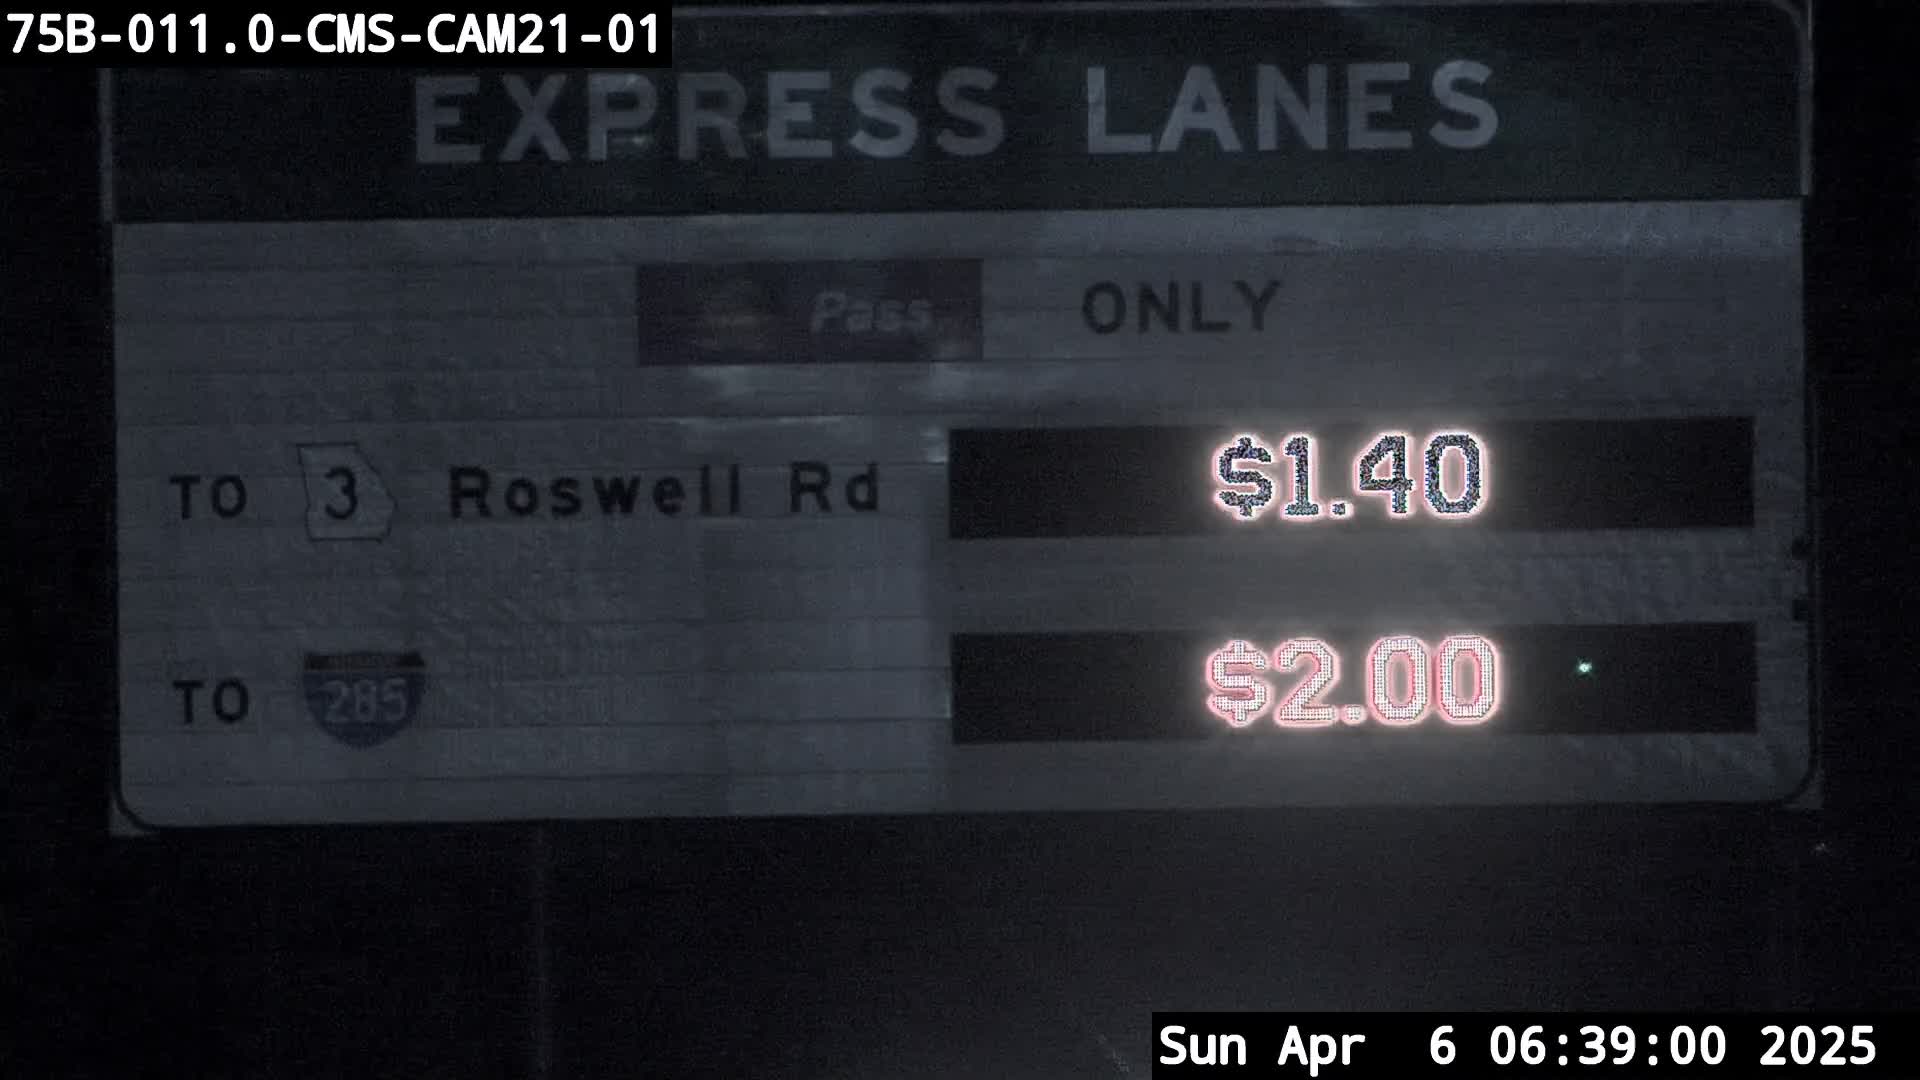 75B-011.0-CMS-CAM21-01
EXPRESS LANES
Pass ONLY
TO 3 Roswell Rd $1.40
TO 285 $2.00
Sun Apr 6 06:39:00 2025